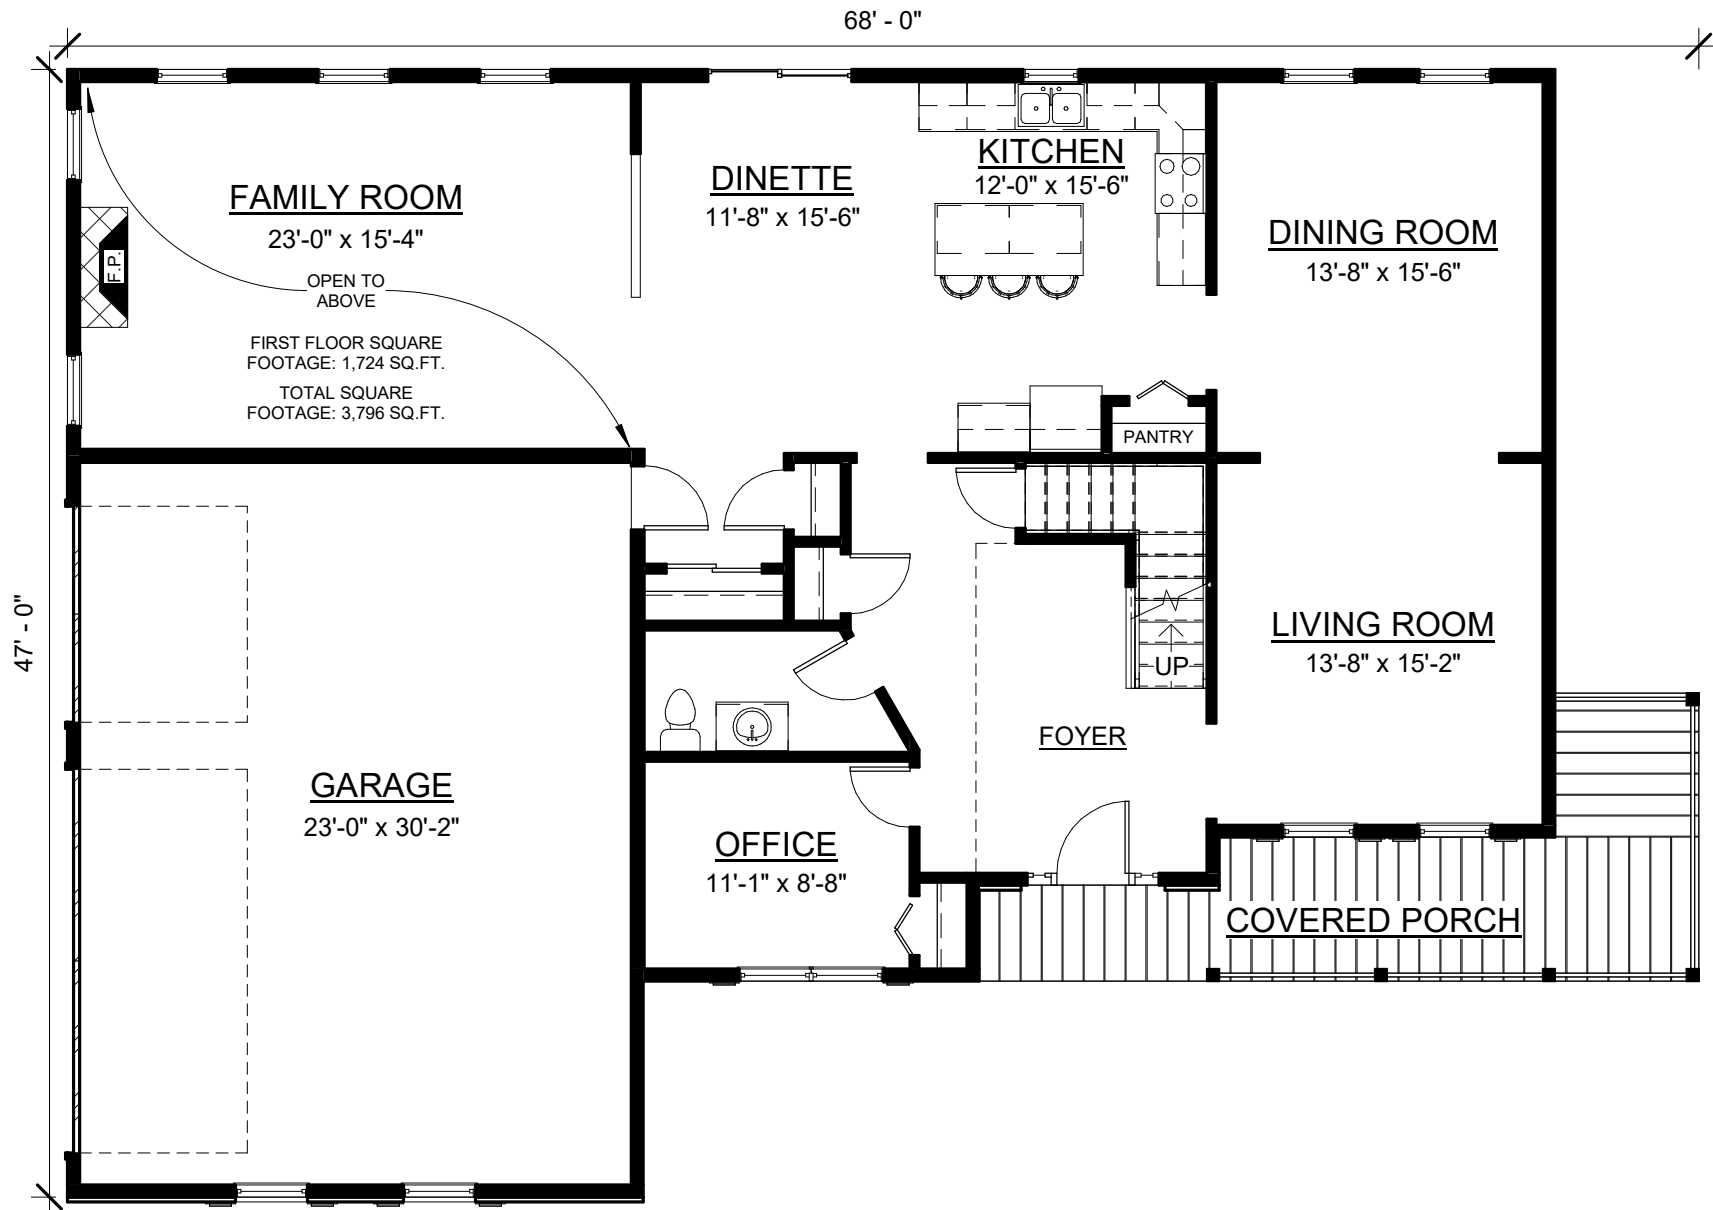 68' - 0"
47' - 0"
FAMILY ROOM
23'-0" x 15'-4"
OPEN TO
ABOVE
FIRST FLOOR SQUARE
FOOTAGE: 1,724 SQ.FT.
TOTAL SQUARE
FOOTAGE: 3,796 SQ.FT.
F.P.
DINETTE
11'-8" x 15'-6"
KITCHEN
12'-0" x 15'-6"
DINING ROOM
13'-8" x 15'-6"
PANTRY
LIVING ROOM
13'-8" x 15'-2"
UP
FOYER
GARAGE
23'-0" x 30'-2"
OFFICE
11'-1" x 8'-8"
COVERED PORCH